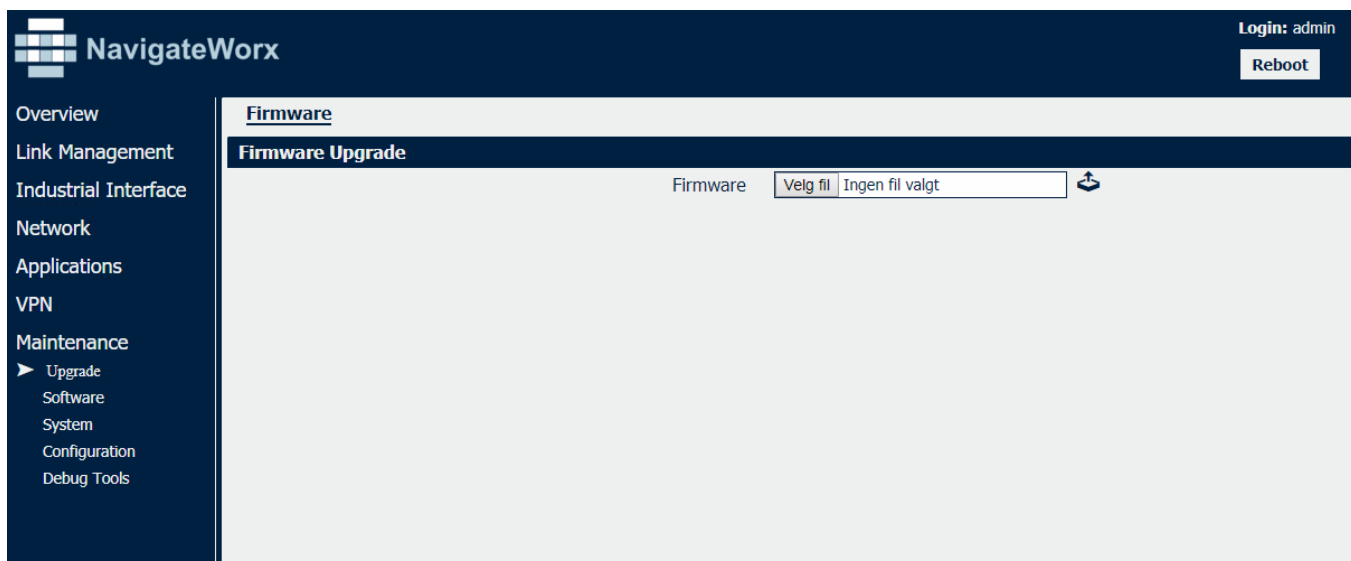 NavigateWorx
Login: admin
Reboot
Overview
Link Management
Industrial Interface
Network
Applications
VPN
Maintenance
Upgrade
Software
System
Configuration
Debug Tools
Firmware
Firmware Upgrade
Firmware Velg fil Ingen fil valgt